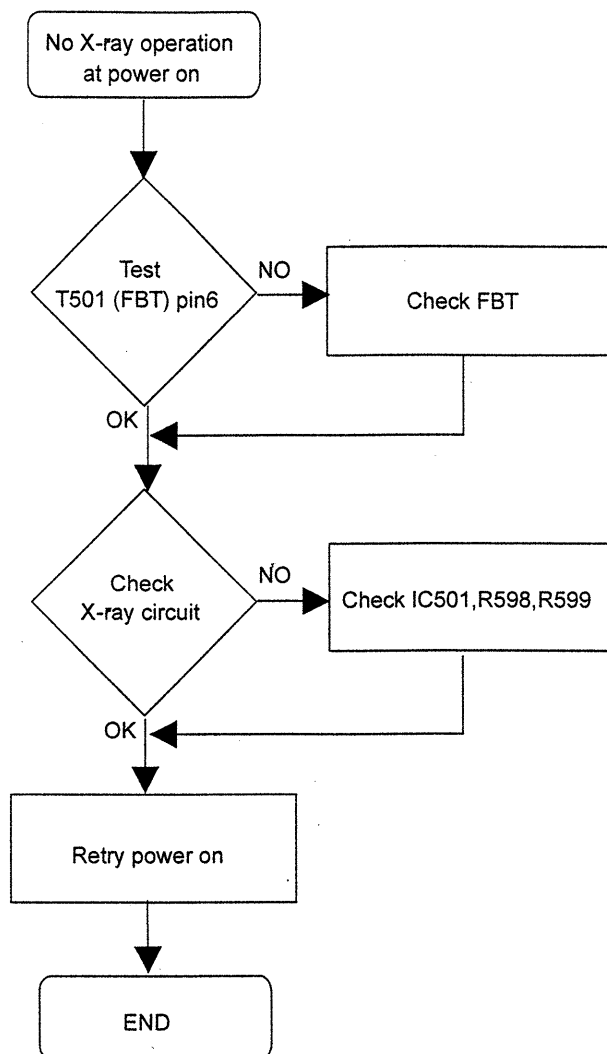 No X-ray operation
at power on
Test
T501 (FBT) pin6
NO
Check FBT
OK
Check
X-ray circuit
NO
Check IC501,R598,R599
OK
Retry power on
END